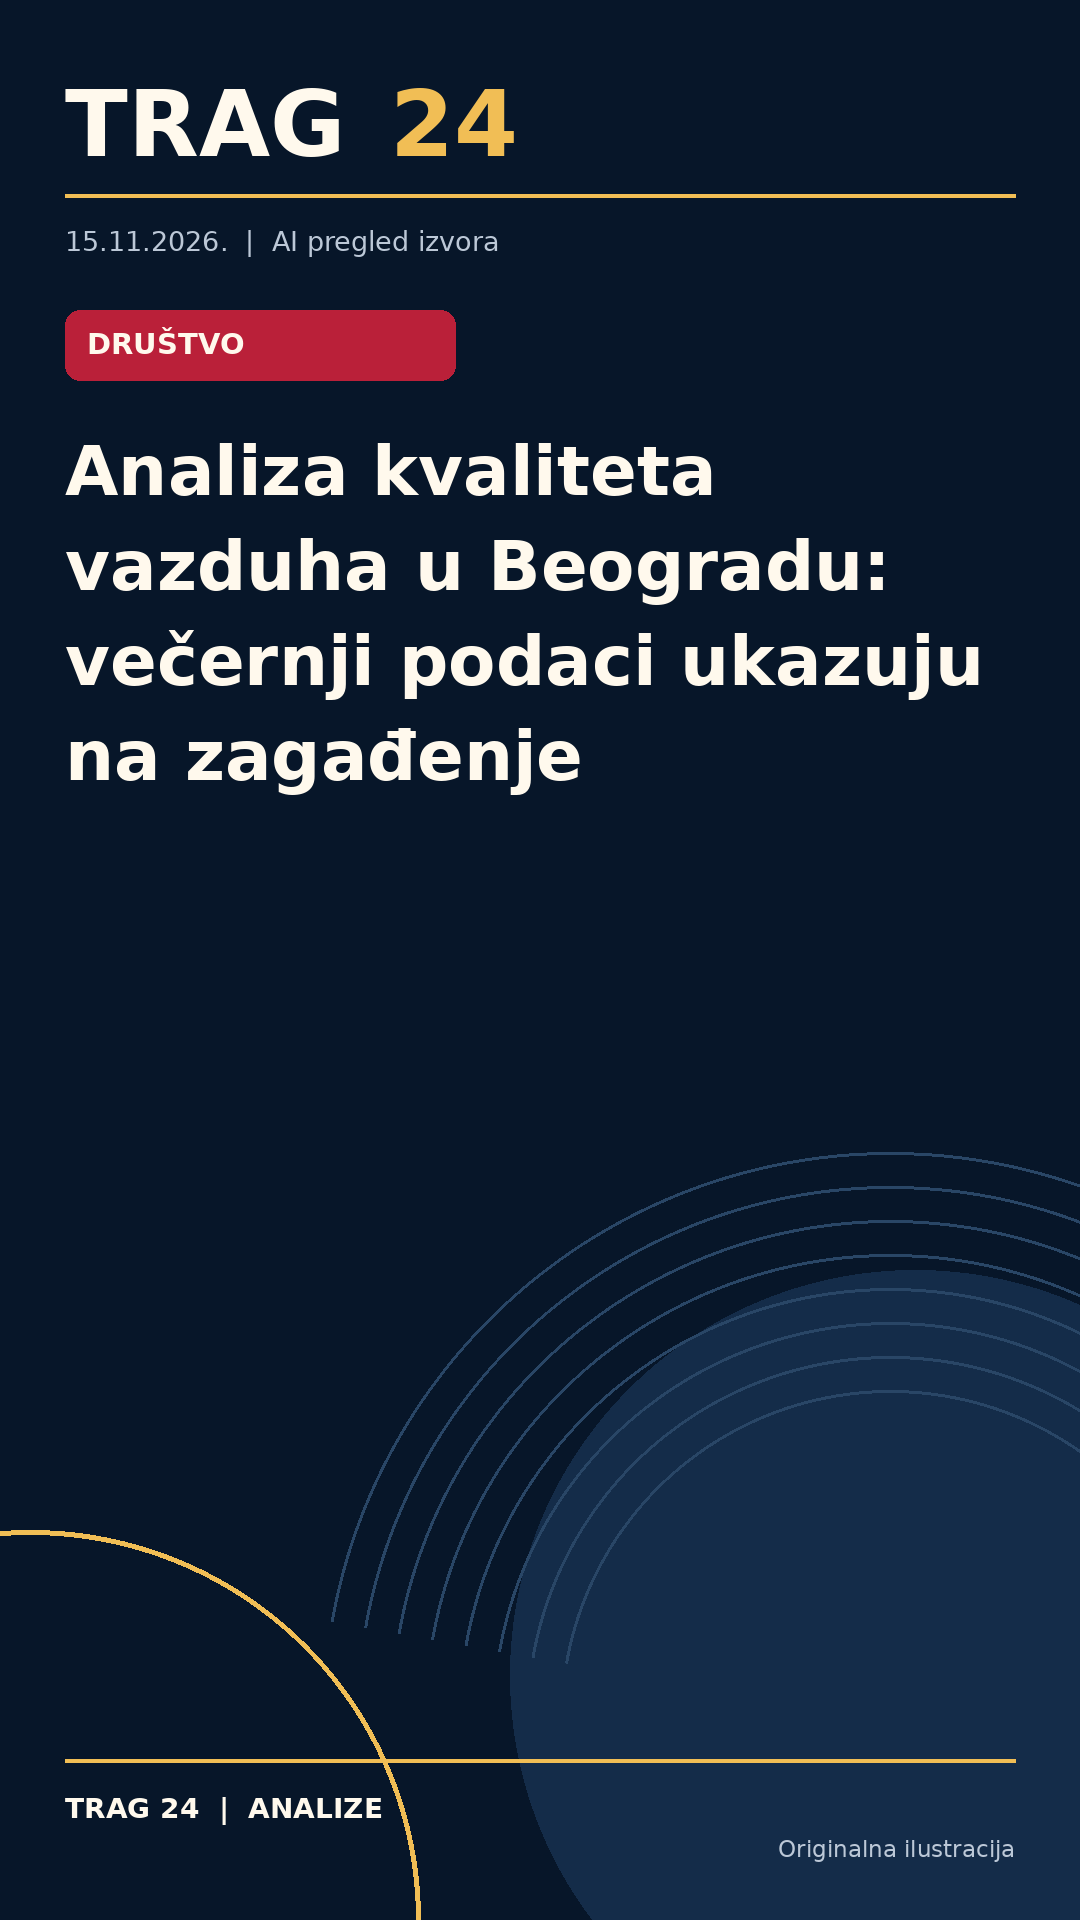 TRAG 24
15.11.2026. | AI pregled izvora
DRUŠTVO
Analiza kvaliteta
vazduha u Beogradu:
večernji podaci ukazuju
na zagađenje
TRAG 24 | ANALIZE
Originalna ilustracija